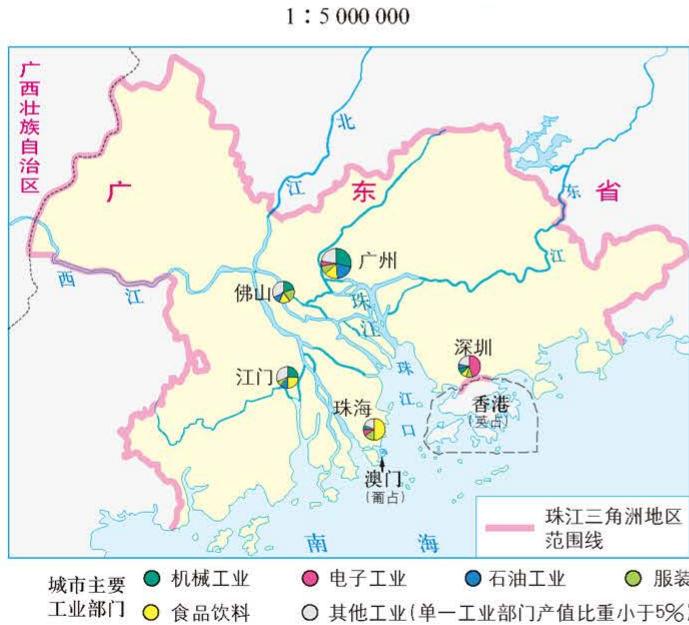 1：5 000 000
广西壮族自治区
北
江
广
东
省
东
江
西 江
广州
佛山
珠
江
深圳
江门
珠
江
口
香港
(英占)
珠海
澳门
(葡占)
珠江三角洲地区
范围线
南 海
城市主要
工业部门
机械工业 电子工业 石油工业 服装
食品饮料 其他工业(单一工业部门产值比重小于5%)